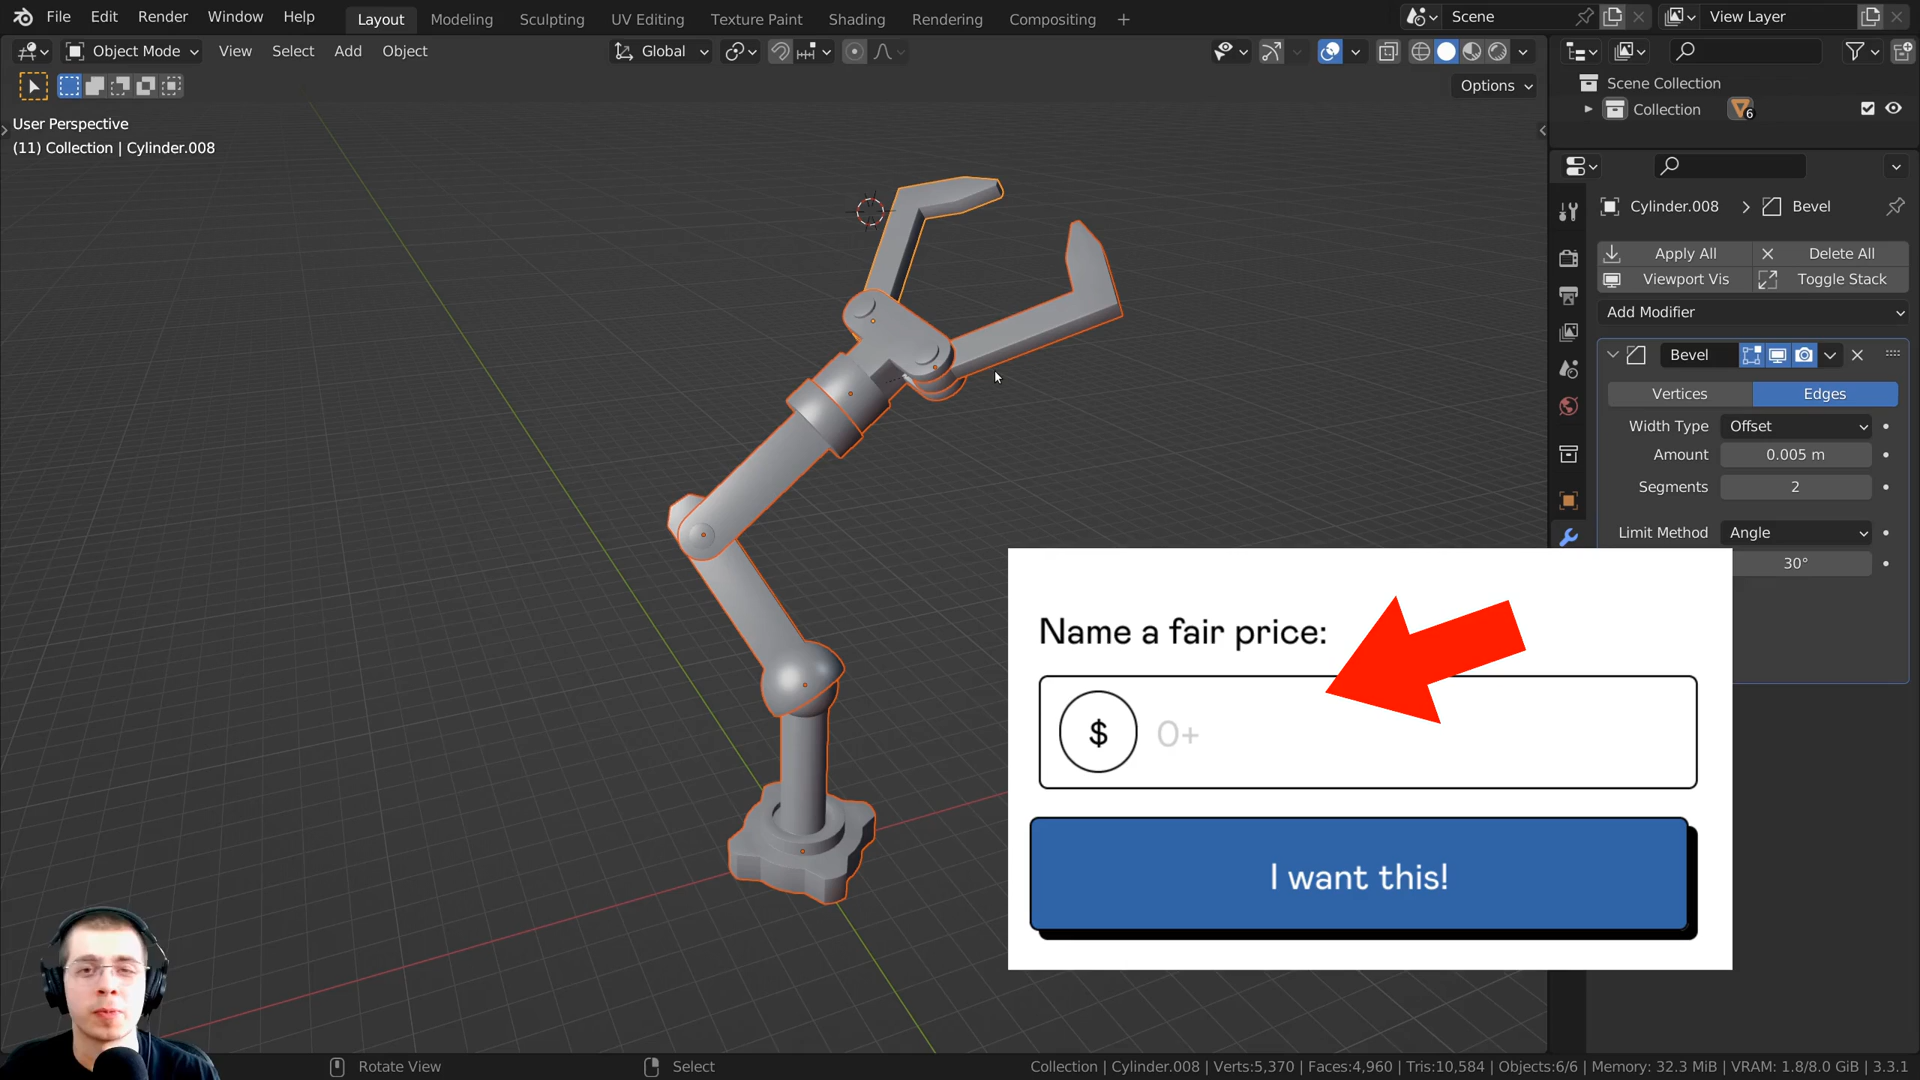 File Edit Render Window Help Layout Modeling Sculpting UV Editing Texture Paint Shading Rendering Compositing + Scene View Layer
Object Mode View Select Add Object Global
Options
User Perspective
(11) Collection | Cylinder.008
Scene Collection
Collection 6
Cylinder.008 > Bevel
Apply All Delete All
Viewport Vis Toggle Stack
Add Modifier
Bevel
Vertices Edges
Width Type Offset
Amount 0.005 m
Segments 2
Limit Method Angle
30°
Name a fair price:
$ 0+
I want this!
Rotate View Select Collection | Cylinder.008 | Verts:5,370 | Faces:4,960 | Tris:10,584 | Objects:6/6 | Memory: 32.3 MiB | VRAM: 1.8/8.0 GiB | 3.3.1